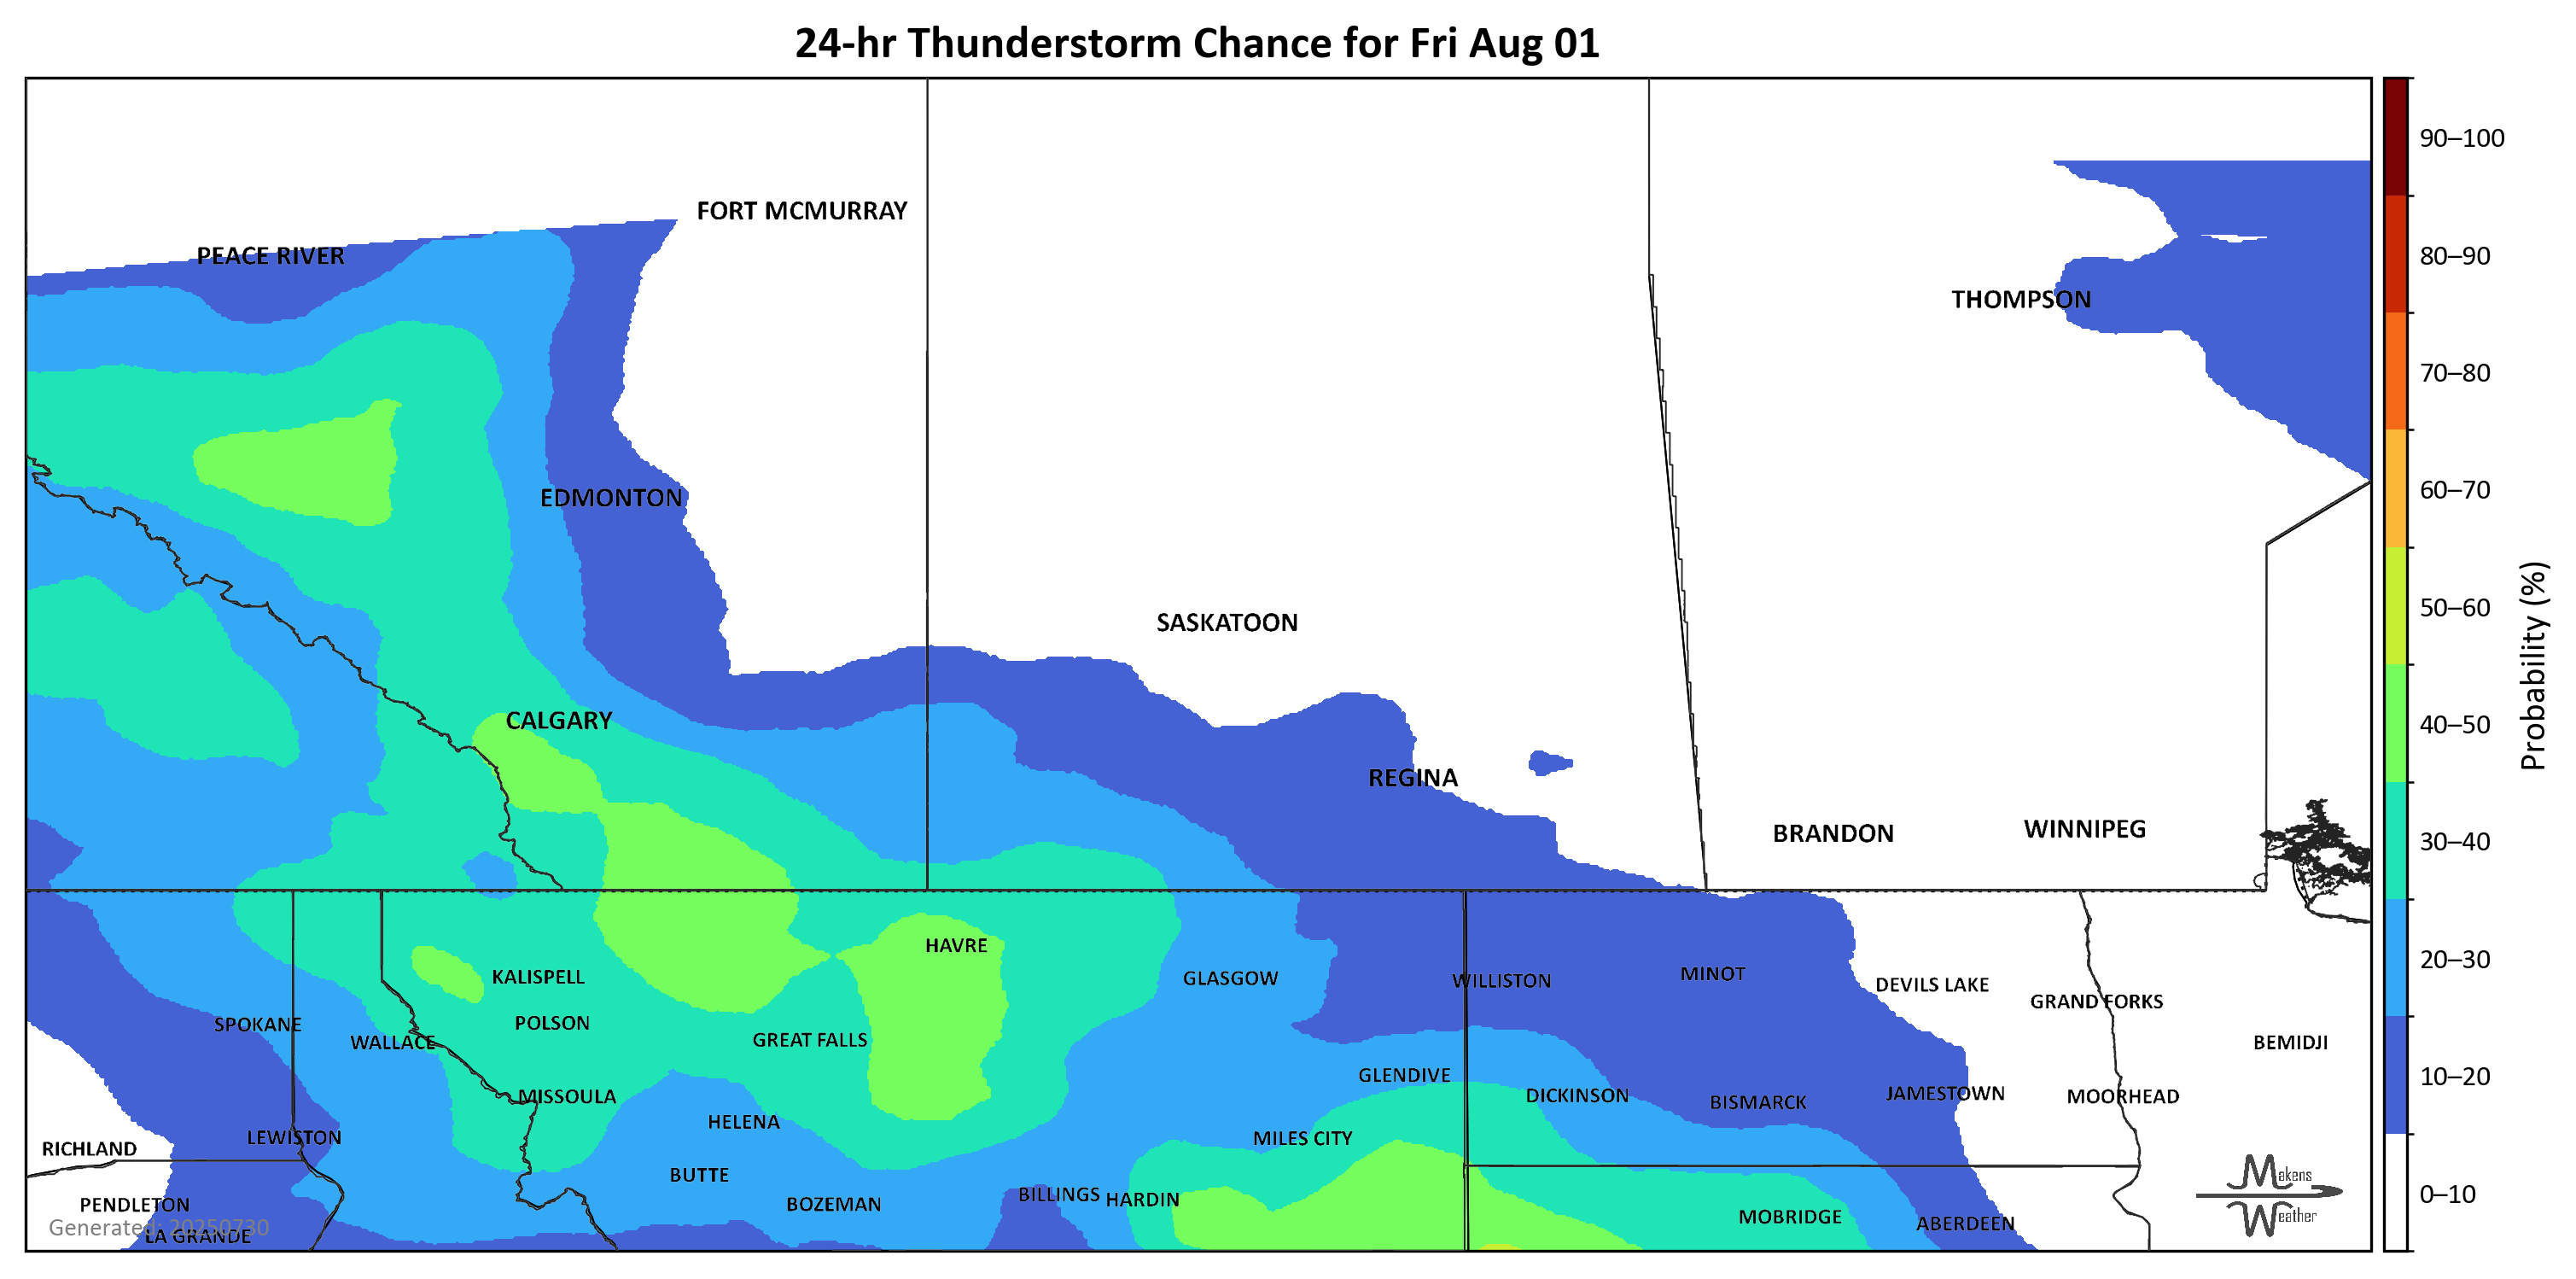 24-hr Thunderstorm Chance for Fri Aug 01
90–100
FORT MCMURRAY
PEACE RIVER
80–90
THOMPSON
70–80
EDMONTON
60–70
50–60
SASKATOON
Probability (%)
CALGARY
40–50
REGINA
WINNIPEG
BRANDON
30–40
HAVRE
20–30
MINOT
KALISPELL
GLASGOW
WILLISTON
DEVILS LAKE
GRAND FORKS
SPOKANE
POLSON
WALLACE
GREAT FALLS
BEMIDJI
GLENDIVE
10–20
MISSOULA
DICKINSON
BISMARCK
JAMESTOWN
MOORHEAD
HELENA
LEWISTON
MILES CITY
RICHLAND
BUTTE
Makens
Weather
BILLINGS
HARDIN
0–10
PENDLETON
BOZEMAN
MOBRIDGE
ABERDEEN
Generated: 20250730
LA GRANDE